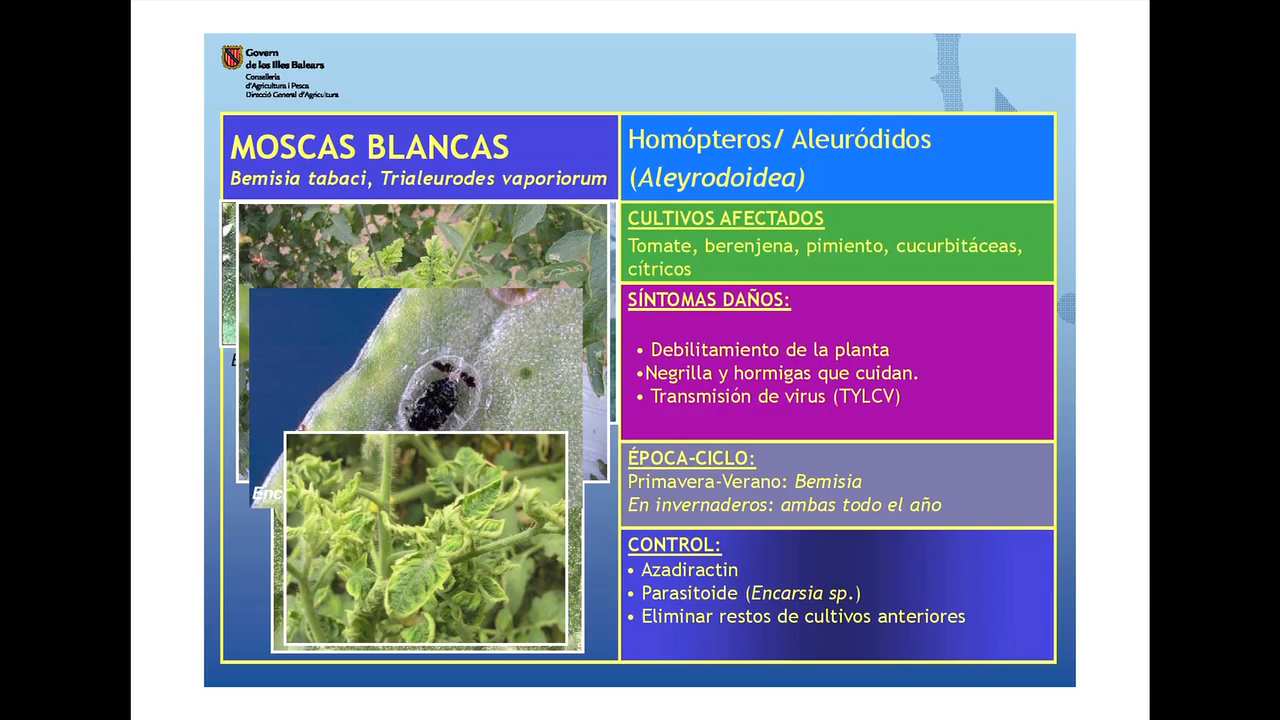 Govern
de les Illes Balears
Conselleria
d'Agricultura i Pesca
Direcció General d'Agricultura
MOSCAS BLANCAS
Bemisia tabaci, Trialeurodes vaporiorum
Homópteros/ Aleuródidos
(Aleyrodoidea)
CULTIVOS AFECTADOS
Tomate, berenjena, pimiento, cucurbitáceas,
cítricos
SÍNTOMAS DAÑOS:
• Debilitamiento de la planta
•Negrilla y hormigas que cuidan.
• Transmisión de virus (TYLCV)
ÉPOCA-CICLO:
Primavera-Verano: Bemisia
En invernaderos: ambas todo el año
CONTROL:
• Azadiractin
• Parasitoide (Encarsia sp.)
• Eliminar restos de cultivos anteriores